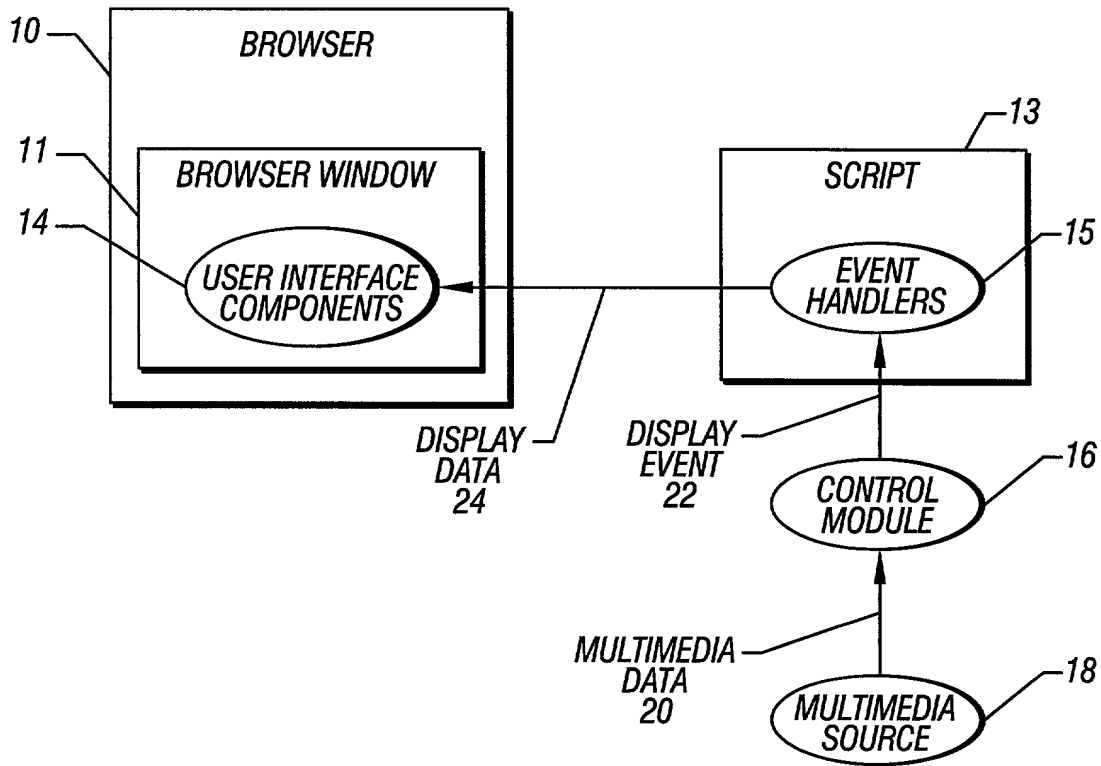 10
BROWSER
11
BROWSER WINDOW
14
USER INTERFACE
COMPONENTS
13
SCRIPT
15
EVENT
HANDLERS
DISPLAY
DATA
24
DISPLAY
EVENT
22
16
CONTROL
MODULE
MULTIMEDIA
DATA
20
18
MULTIMEDIA
SOURCE